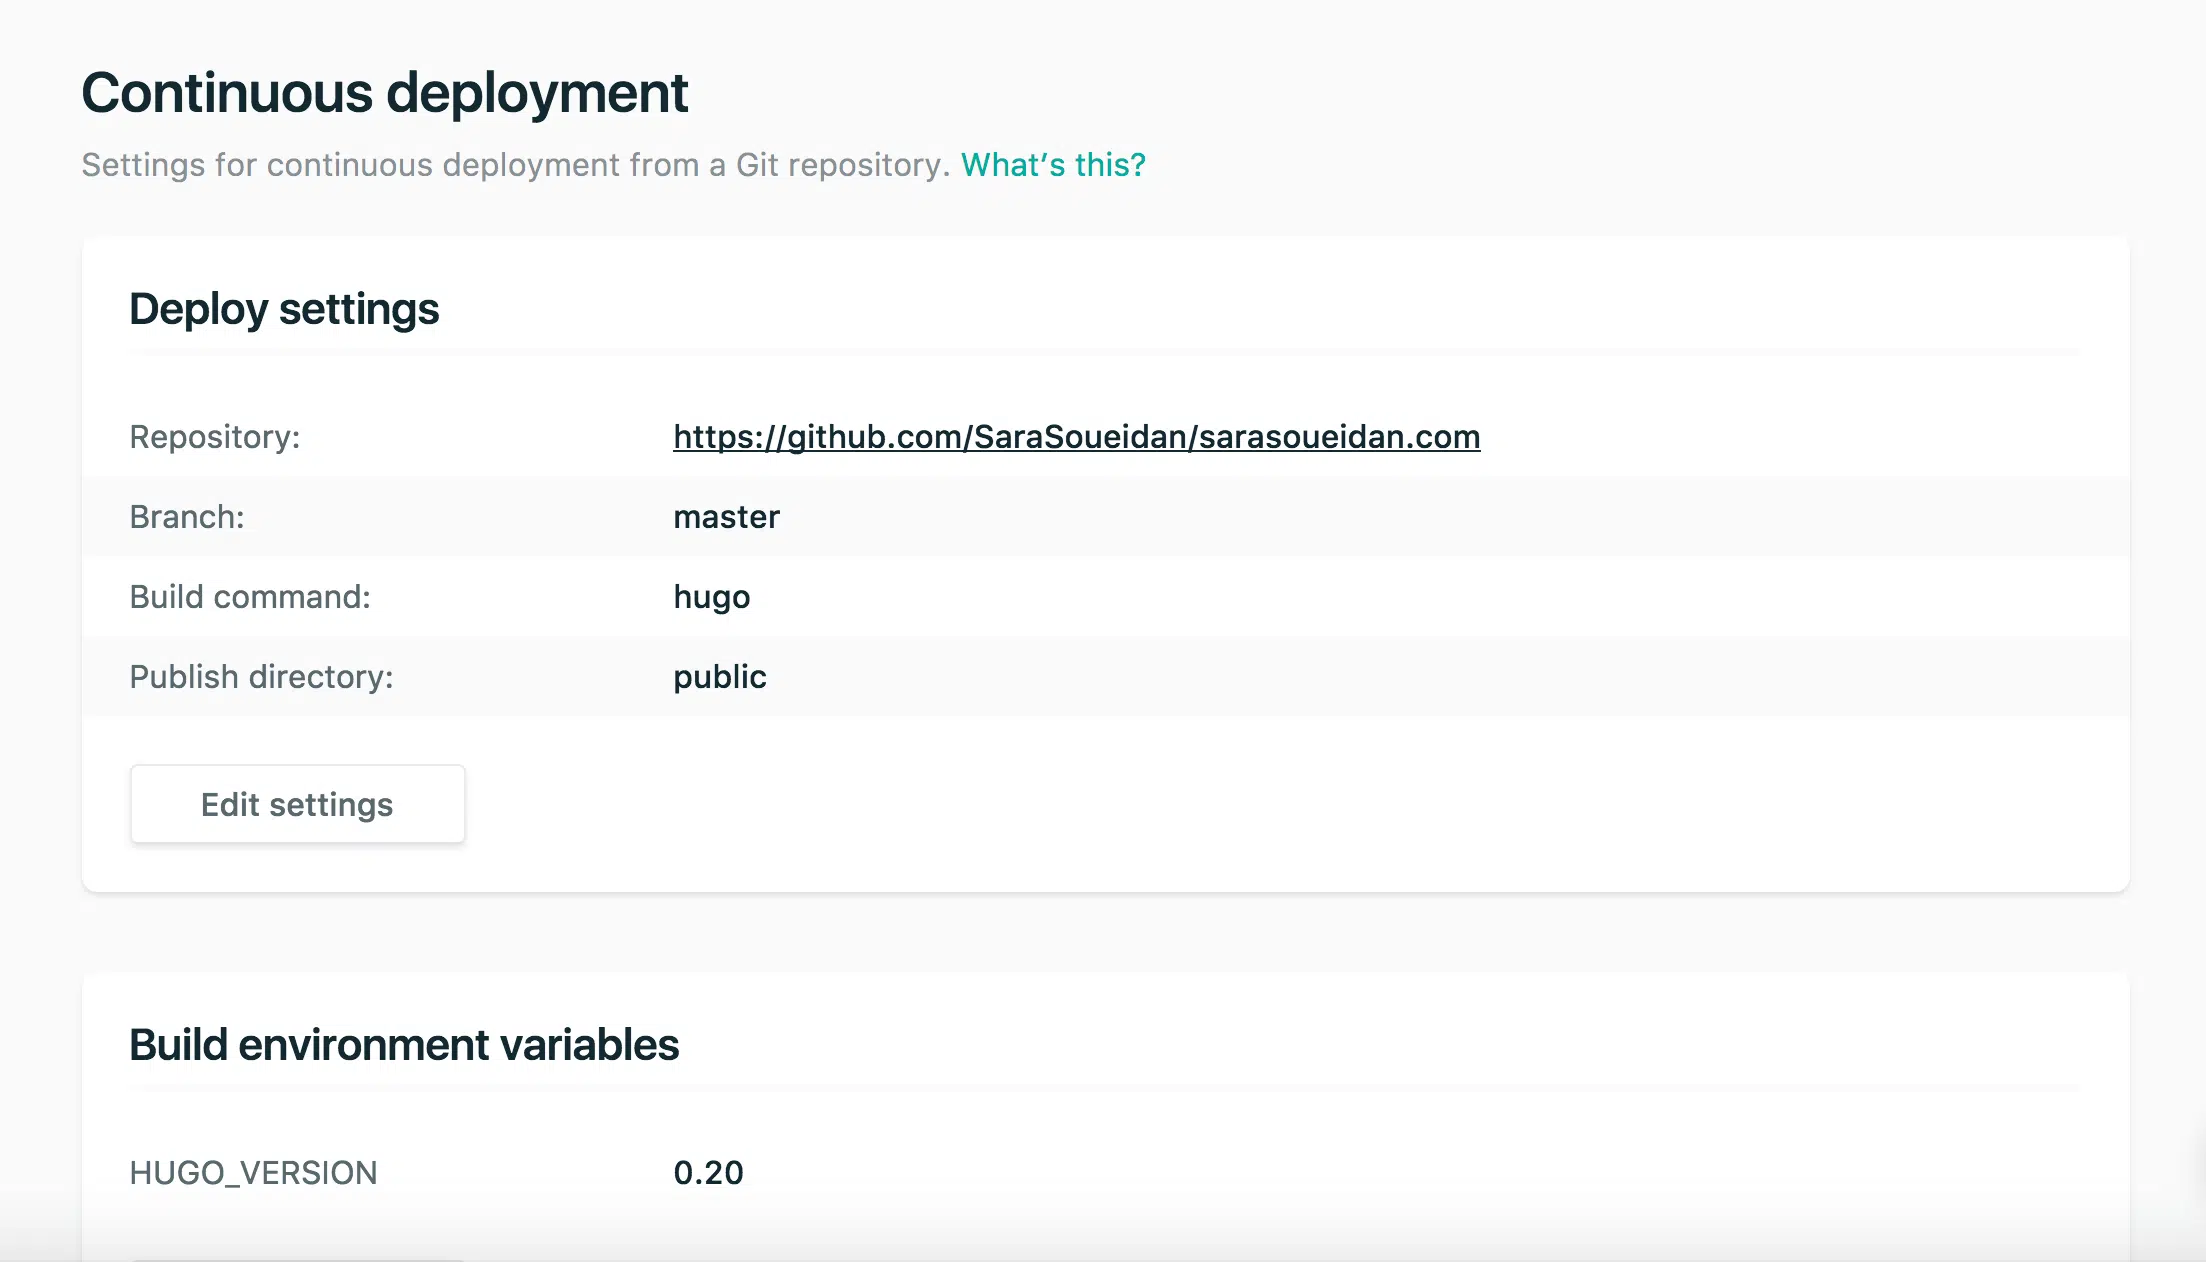 Continuous deployment
Settings for continuous deployment from a Git repository. What’s this?
Deploy settings
Repository: https://github.com/SaraSoueidan/sarasoueidan.com
Branch: master
Build command: hugo
Publish directory: public
Edit settings
Build environment variables
HUGO_VERSION 0.20